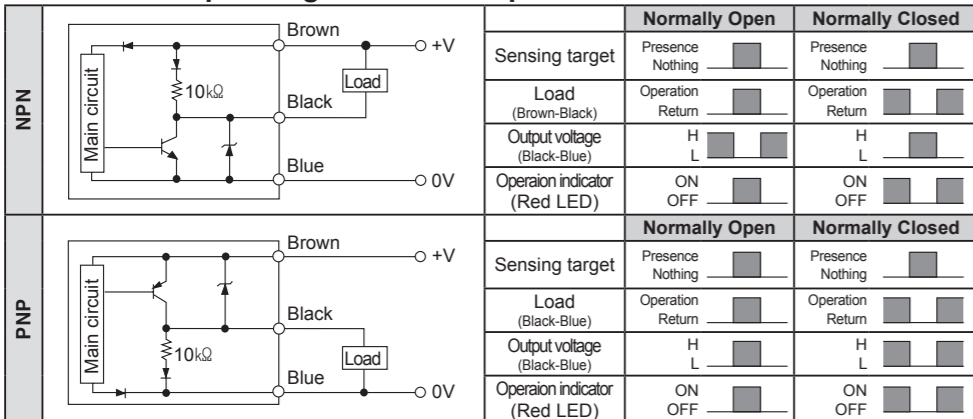 NPN
Main circuit
10kΩ
Brown
Black
Blue
Load
+V
0V
Normally Open
Normally Closed
Sensing target
Presence
Nothing
Presence
Nothing
Load
(Brown-Black)
Operation
Return
Operation
Return
Output voltage
(Black-Blue)
H
L
H
L
Operaion indicator
(Red LED)
ON
OFF
ON
OFF
PNP
Main circuit
10kΩ
Brown
Black
Blue
Load
+V
0V
Normally Open
Normally Closed
Sensing target
Presence
Nothing
Presence
Nothing
Load
(Black-Blue)
Operation
Return
Operation
Return
Output voltage
(Black-Blue)
H
L
H
L
Operaion indicator
(Red LED)
ON
OFF
ON
OFF